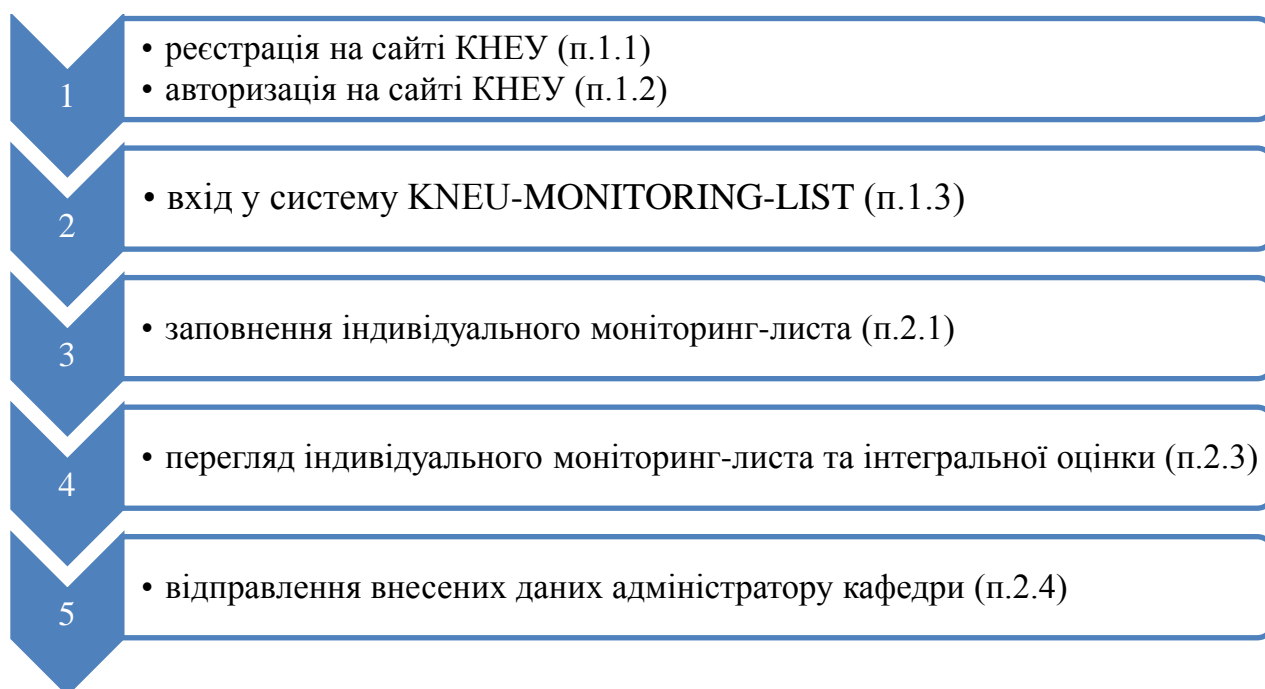 1
• реєстрація на сайті КНЕУ (п.1.1)
• авторизація на сайті КНЕУ (п.1.2)
2
• вхід у систему KNEU-MONITORING-LIST (п.1.3)
3
• заповнення індивідуального моніторинг-листа (п.2.1)
4
• перегляд індивідуального моніторинг-листа та інтегральної оцінки (п.2.3)
5
• відправлення внесених даних адміністратору кафедри (п.2.4)